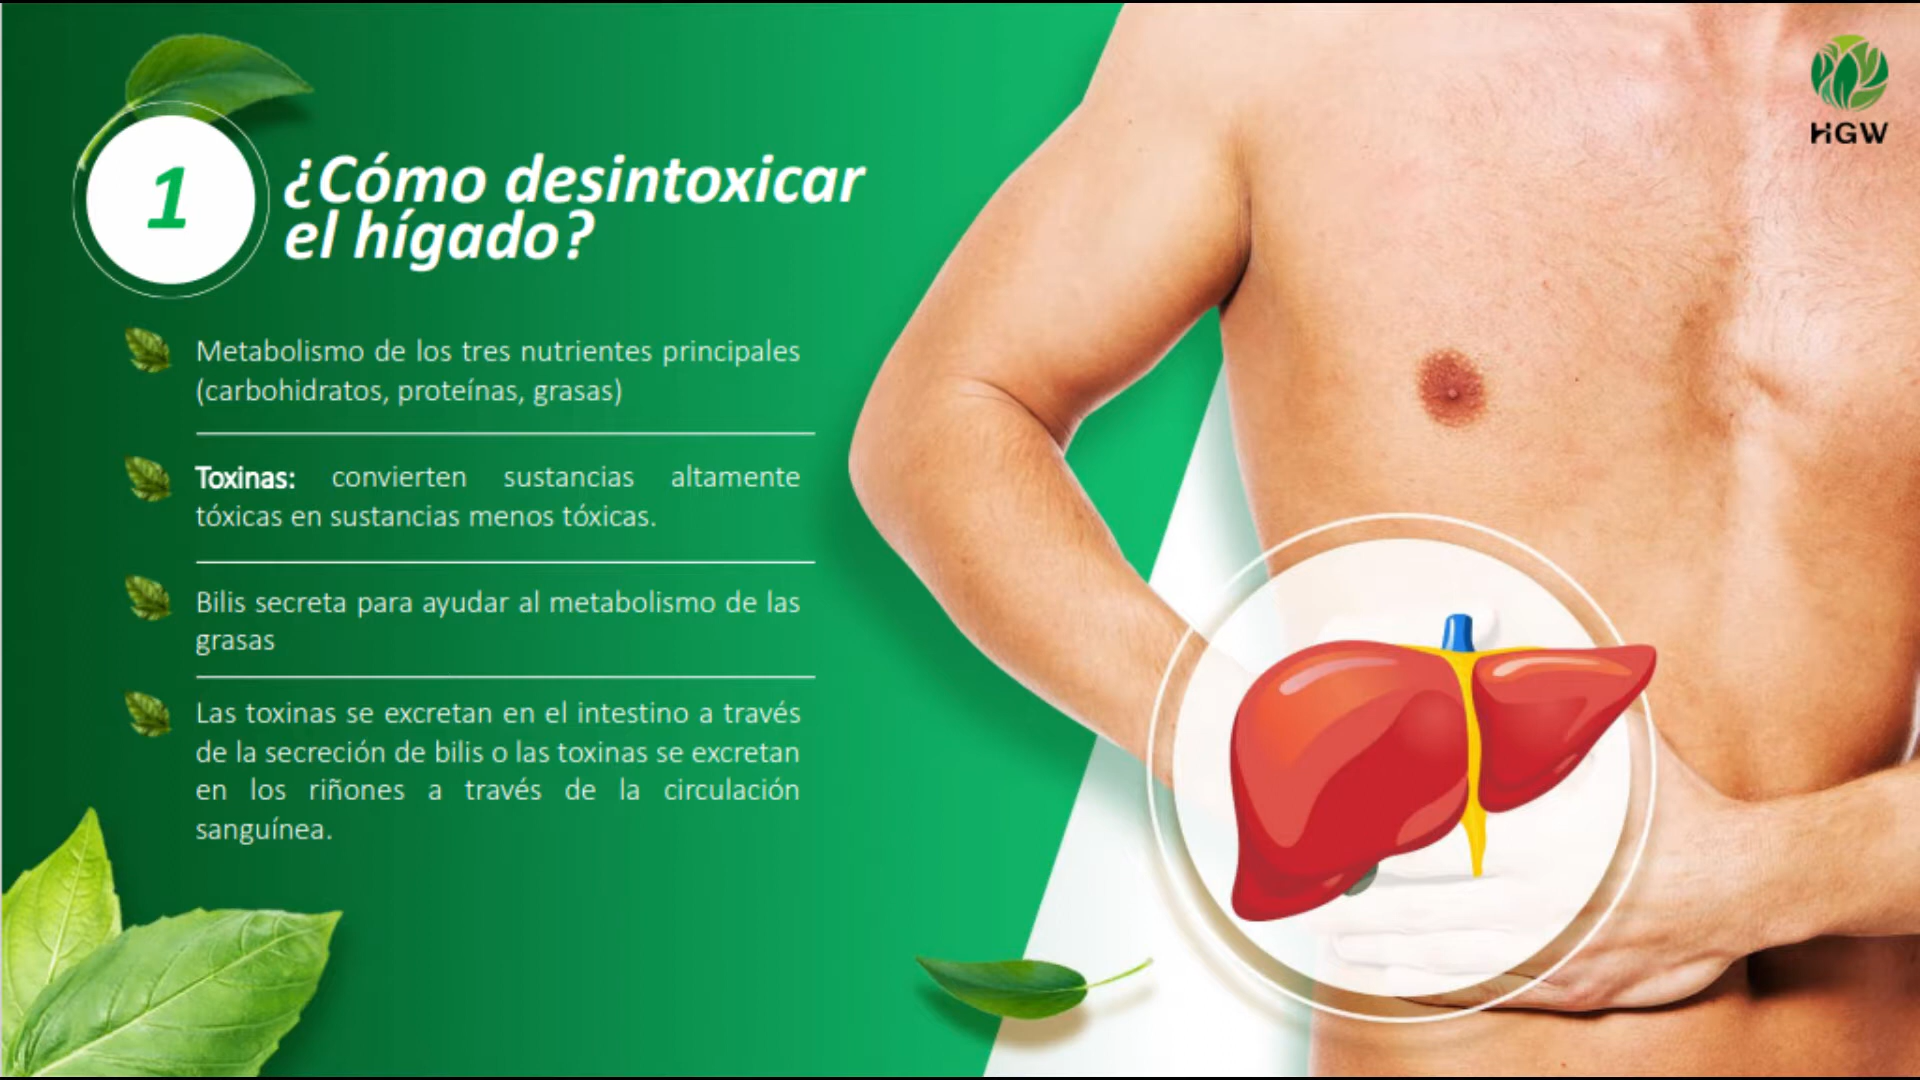 HGW
1
¿Cómo desintoxicar
el hígado?
Metabolismo de los tres nutrientes principales
(carbohidratos, proteínas, grasas)
Toxinas: convierten sustancias altamente
tóxicas en sustancias menos tóxicas.
Bilis secreta para ayudar al metabolismo de las
grasas
Las toxinas se excretan en el intestino a través
de la secreción de bilis o las toxinas se excretan
en los riñones a través de la circulación
sanguínea.